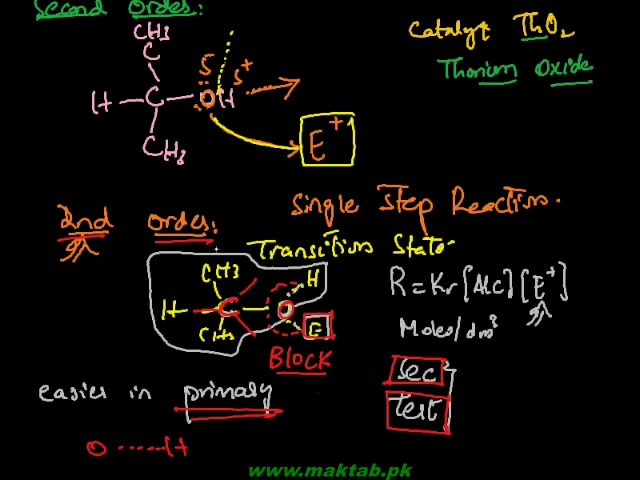 Second Order:
Catalyst ThO2
Thorium Oxide
CH3
C
H — C — OH
δ δ+
CH3
E+
Single Step Reaction.
2nd Order:
Transition State
CH3
H — C — O
H
E
CH3
R = Kr [Alc] [E+]
Moles/dm3
BLOCK
Sec
Test
easier in primary
O ...... H
www.maktab.pk